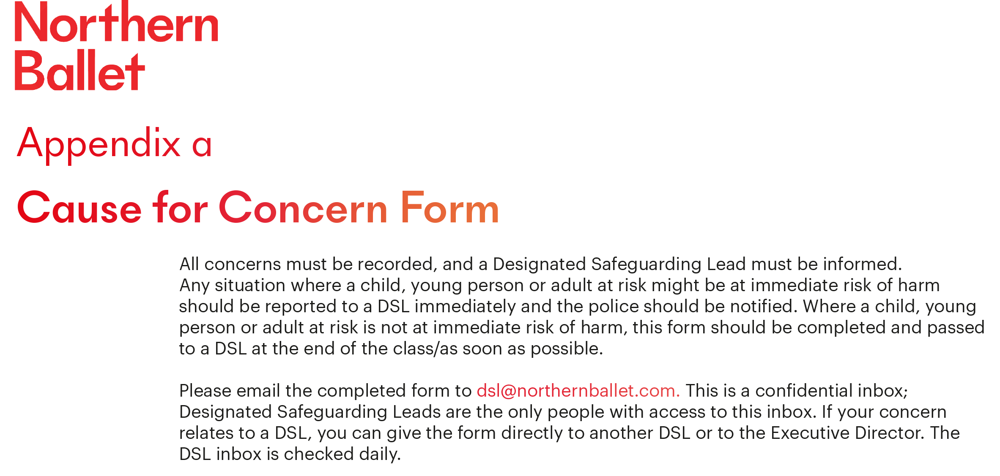 Northern
Ballet
Appendix a
Cause for Concern Form
All concerns must be recorded, and a Designated Safeguarding Lead must be informed.
Any situation where a child, young person or adult at risk might be at immediate risk of harm
should be reported to a DSL immediately and the police should be notified. Where a child, young
person or adult at risk is not at immediate risk of harm, this form should be completed and passed
to a DSL at the end of the class/as soon as possible.
Please email the completed form to dsl@northernballet.com. This is a confidential inbox;
Designated Safeguarding Leads are the only people with access to this inbox. If your concern
relates to a DSL, you can give the form directly to another DSL or to the Executive Director. The
DSL inbox is checked daily.